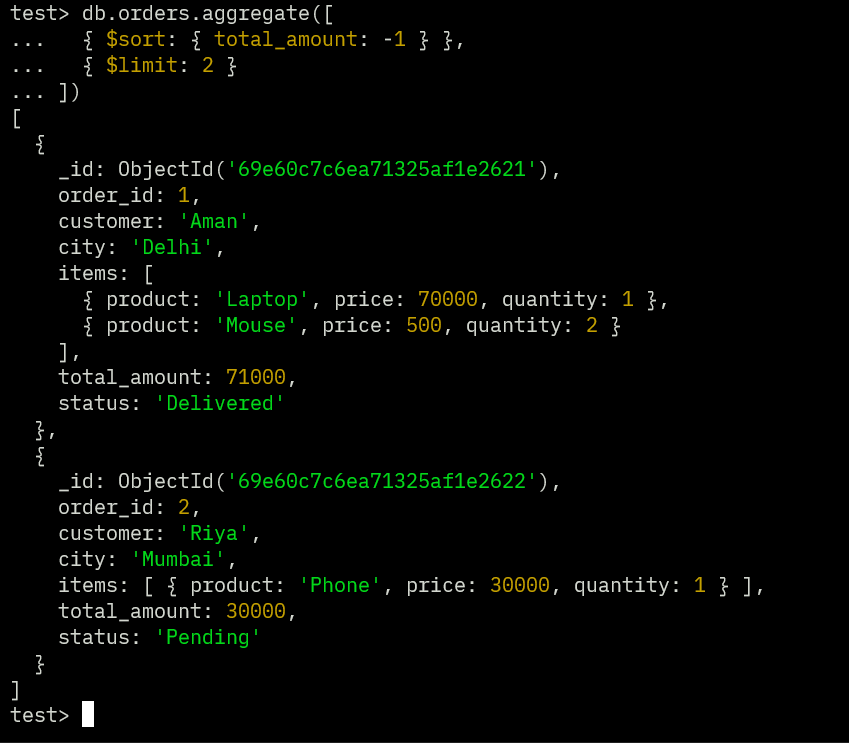 test> db.orders.aggregate([
...   { $sort: { total_amount: -1 } },
...   { $limit: 2 }
... ])
[
  {
    _id: ObjectId('69e60c7c6ea71325af1e2621'),
    order_id: 1,
    customer: 'Aman',
    city: 'Delhi',
    items: [
      { product: 'Laptop', price: 70000, quantity: 1 },
      { product: 'Mouse', price: 500, quantity: 2 }
    ],
    total_amount: 71000,
    status: 'Delivered'
  },
  {
    _id: ObjectId('69e60c7c6ea71325af1e2622'),
    order_id: 2,
    customer: 'Riya',
    city: 'Mumbai',
    items: [ { product: 'Phone', price: 30000, quantity: 1 } ],
    total_amount: 30000,
    status: 'Pending'
  }
]
test>